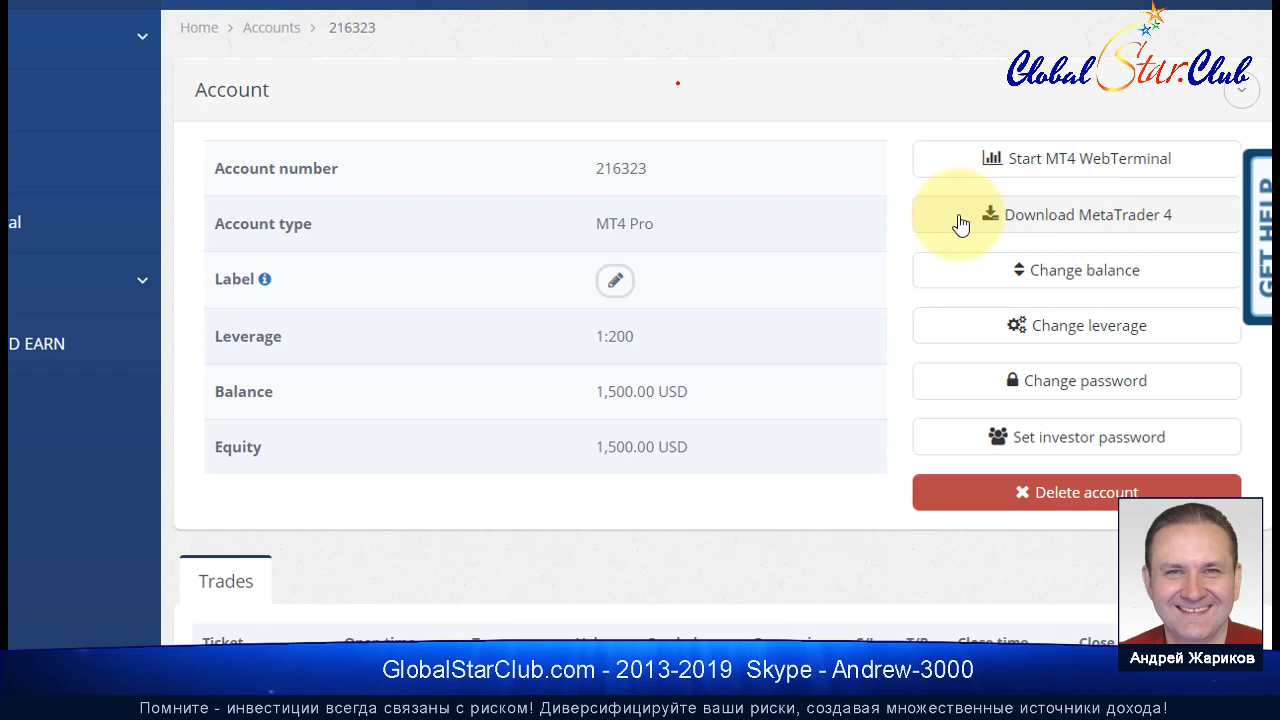 Home > Accounts > 216323
Global Star.Club
Account
Account number 216323
Account type MT4 Pro
Label
Leverage 1:200
Balance 1,500.00 USD
Equity 1,500.00 USD
Start MT4 WebTerminal
Download MetaTrader 4
Change balance
Change leverage
Change password
Set investor password
Delete account
GET HELP
al
D EARN
Trades
Ticket Open time Close time Close
Андрей Жариков
GlobalStarClub.com - 2013-2019 Skype - Andrew-3000
Помните - инвестиции всегда связаны с риском! Диверсифицируйте ваши риски, создавая множественные источники дохода!